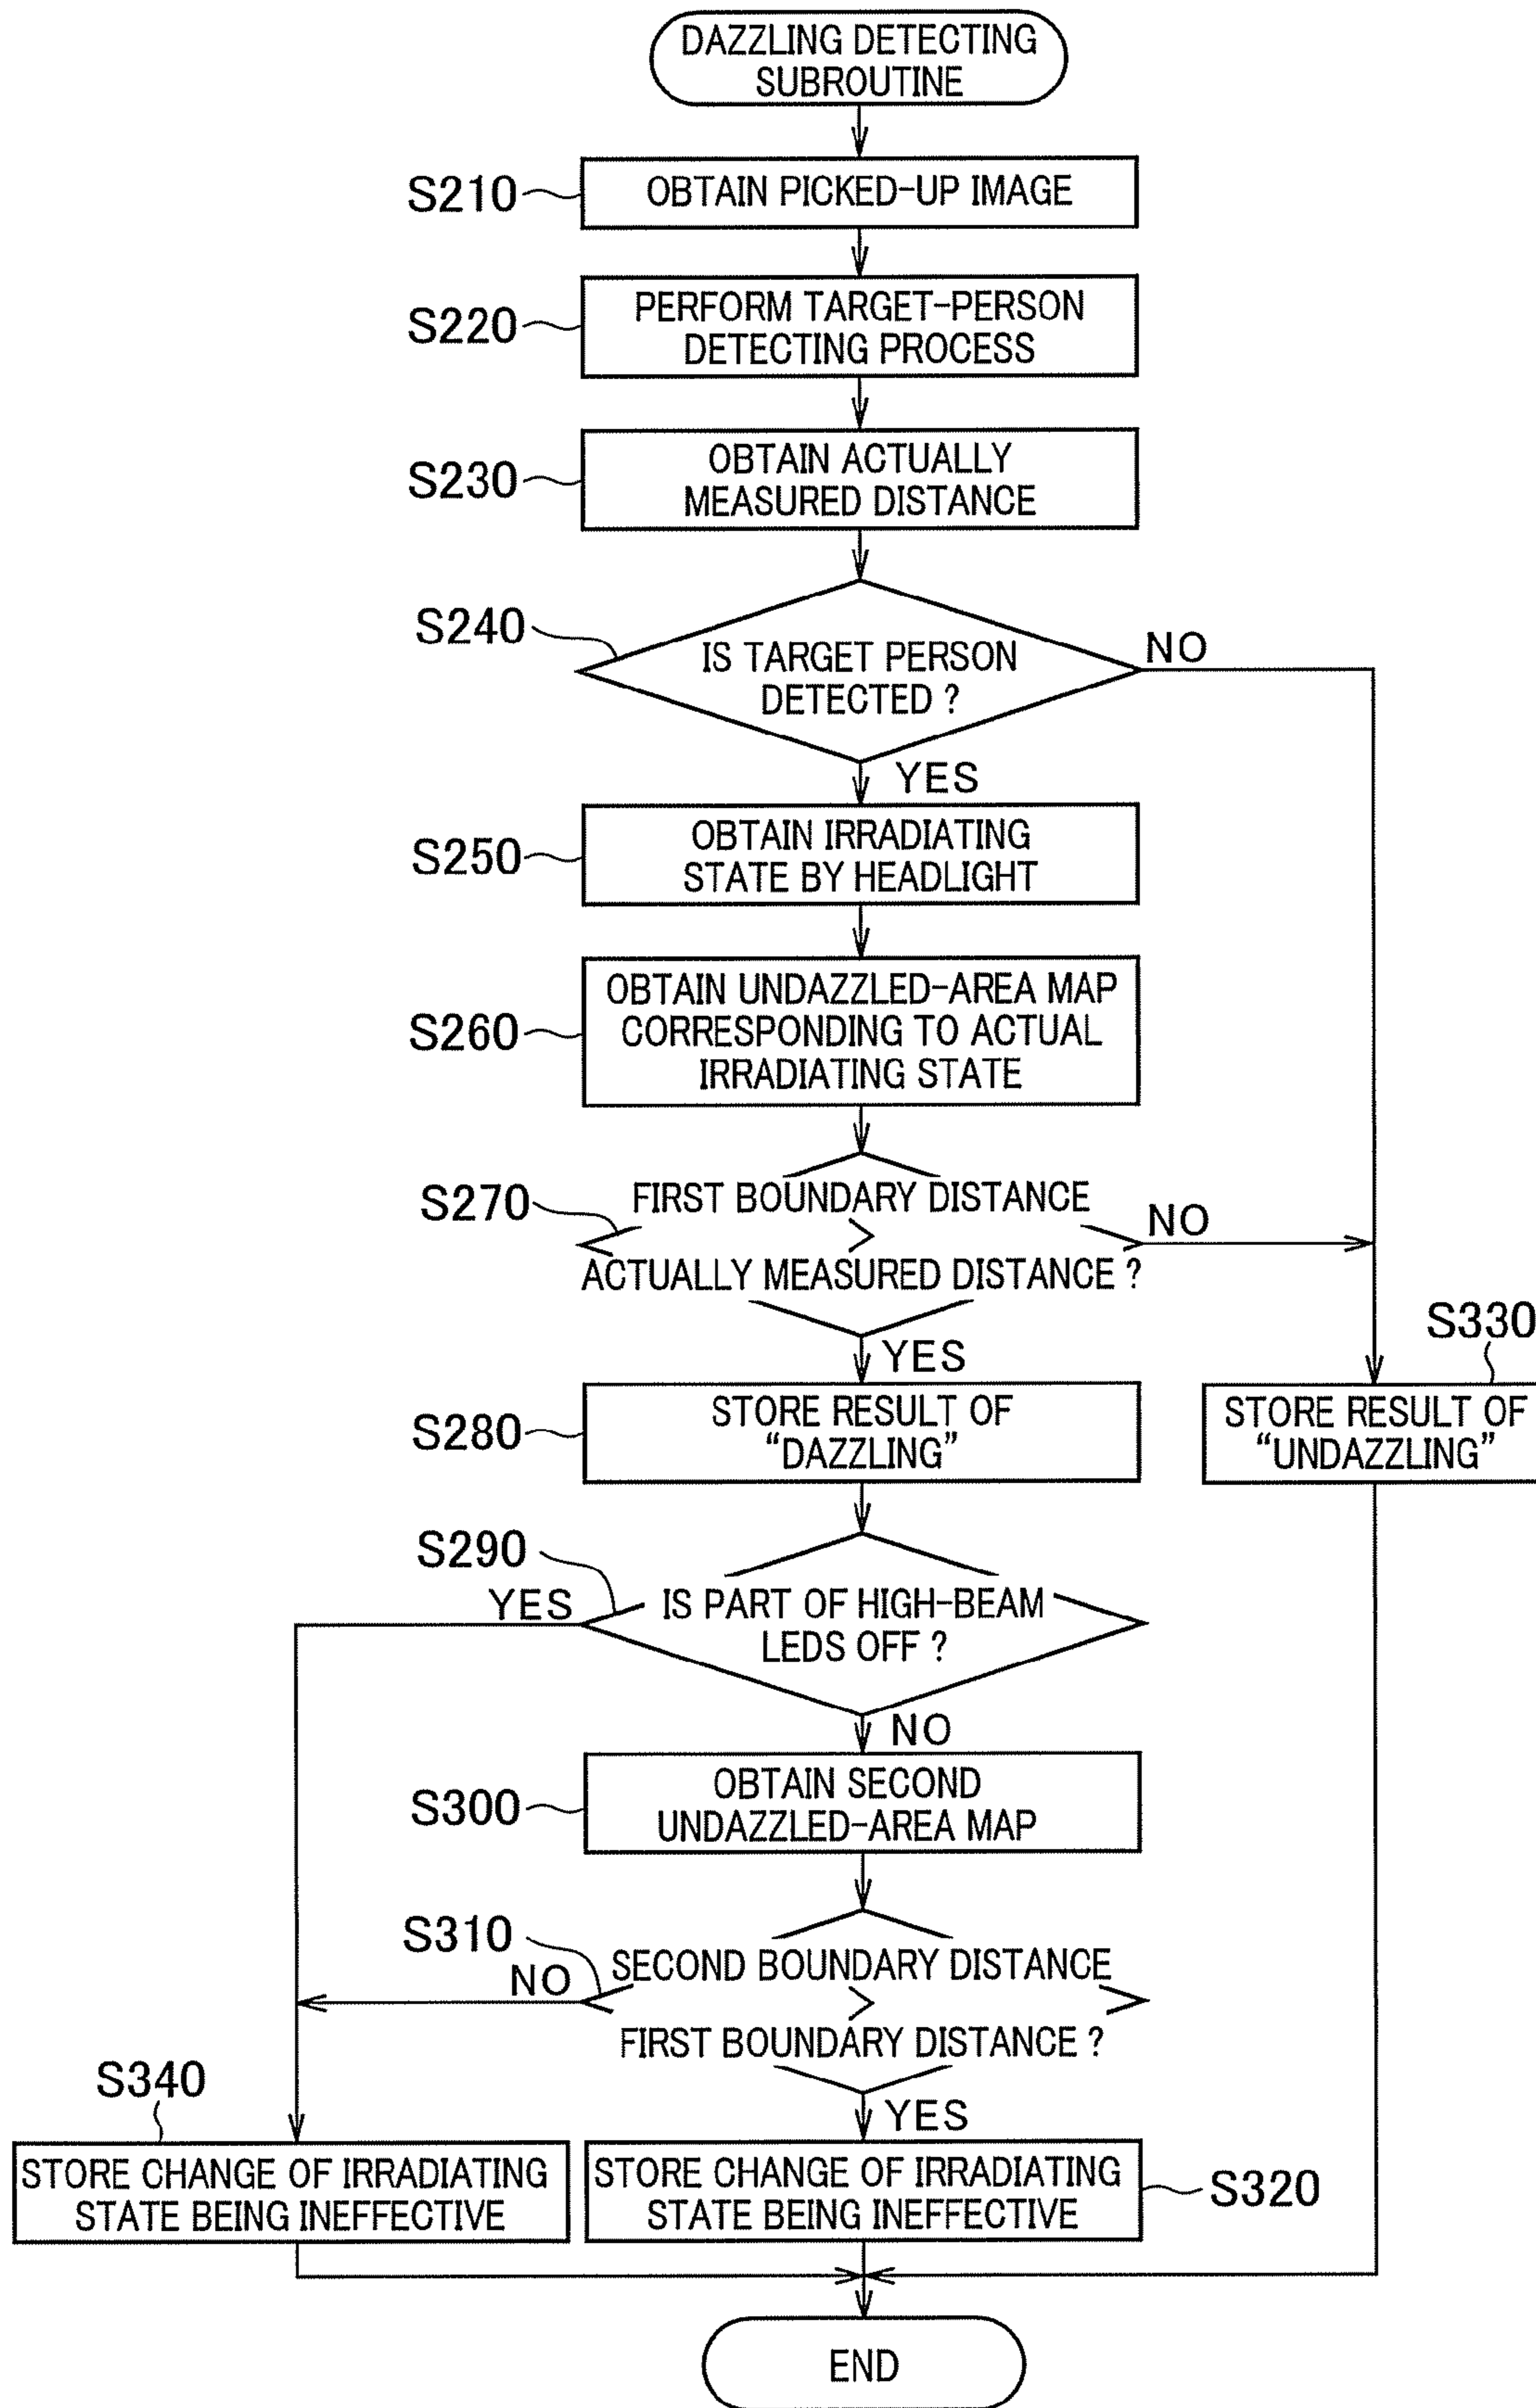 DAZZLING DETECTING
SUBROUTINE
S210
OBTAIN PICKED-UP IMAGE
S220
PERFORM TARGET-PERSON
DETECTING PROCESS
S230
OBTAIN ACTUALLY
MEASURED DISTANCE
S240
IS TARGET PERSON
DETECTED ?
NO
YES
S250
OBTAIN IRRADIATING
STATE BY HEADLIGHT
S260
OBTAIN UNDAZZLED-AREA MAP
CORRESPONDING TO ACTUAL
IRRADIATING STATE
S270
FIRST BOUNDARY DISTANCE
>
ACTUALLY MEASURED DISTANCE ?
NO
YES
S280
STORE RESULT OF
“DAZZLING”
S330
STORE RESULT OF
“UNDAZZLING”
S290
YES
IS PART OF HIGH-BEAM
LEDS OFF ?
NO
S300
OBTAIN SECOND
UNDAZZLED-AREA MAP
S310
NO
SECOND BOUNDARY DISTANCE
>
FIRST BOUNDARY DISTANCE ?
YES
S340
STORE CHANGE OF IRRADIATING
STATE BEING INEFFECTIVE
STORE CHANGE OF IRRADIATING
STATE BEING INEFFECTIVE
S320
END